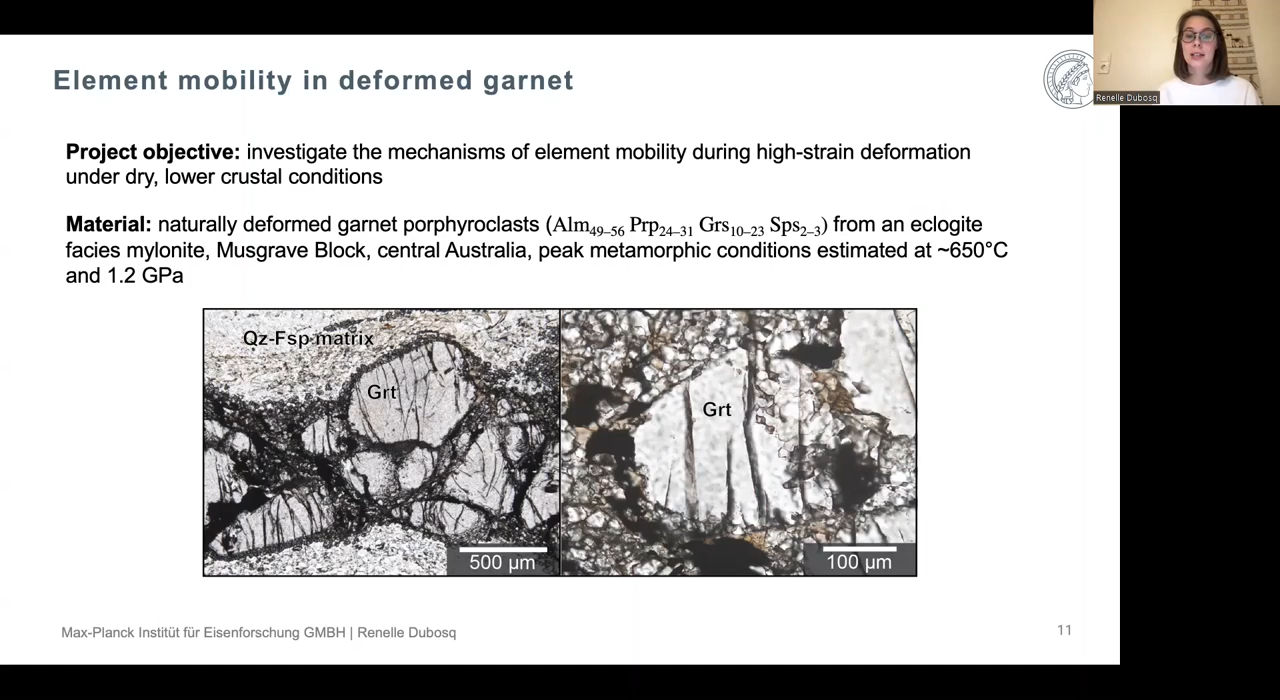 Element mobility in deformed garnet
Renelle Dubosq
Project objective: investigate the mechanisms of element mobility during high-strain deformation
under dry, lower crustal conditions
Material: naturally deformed garnet porphyroclasts (Alm49–56 Prp24–31 Grs10–23 Sps2–3) from an eclogite
facies mylonite, Musgrave Block, central Australia, peak metamorphic conditions estimated at ~650°C
and 1.2 GPa
Qz-Fsp matrix
Grt
Grt
500 µm
100 µm
Max-Planck Institüt für Eisenforschung GMBH | Renelle Dubosq
11